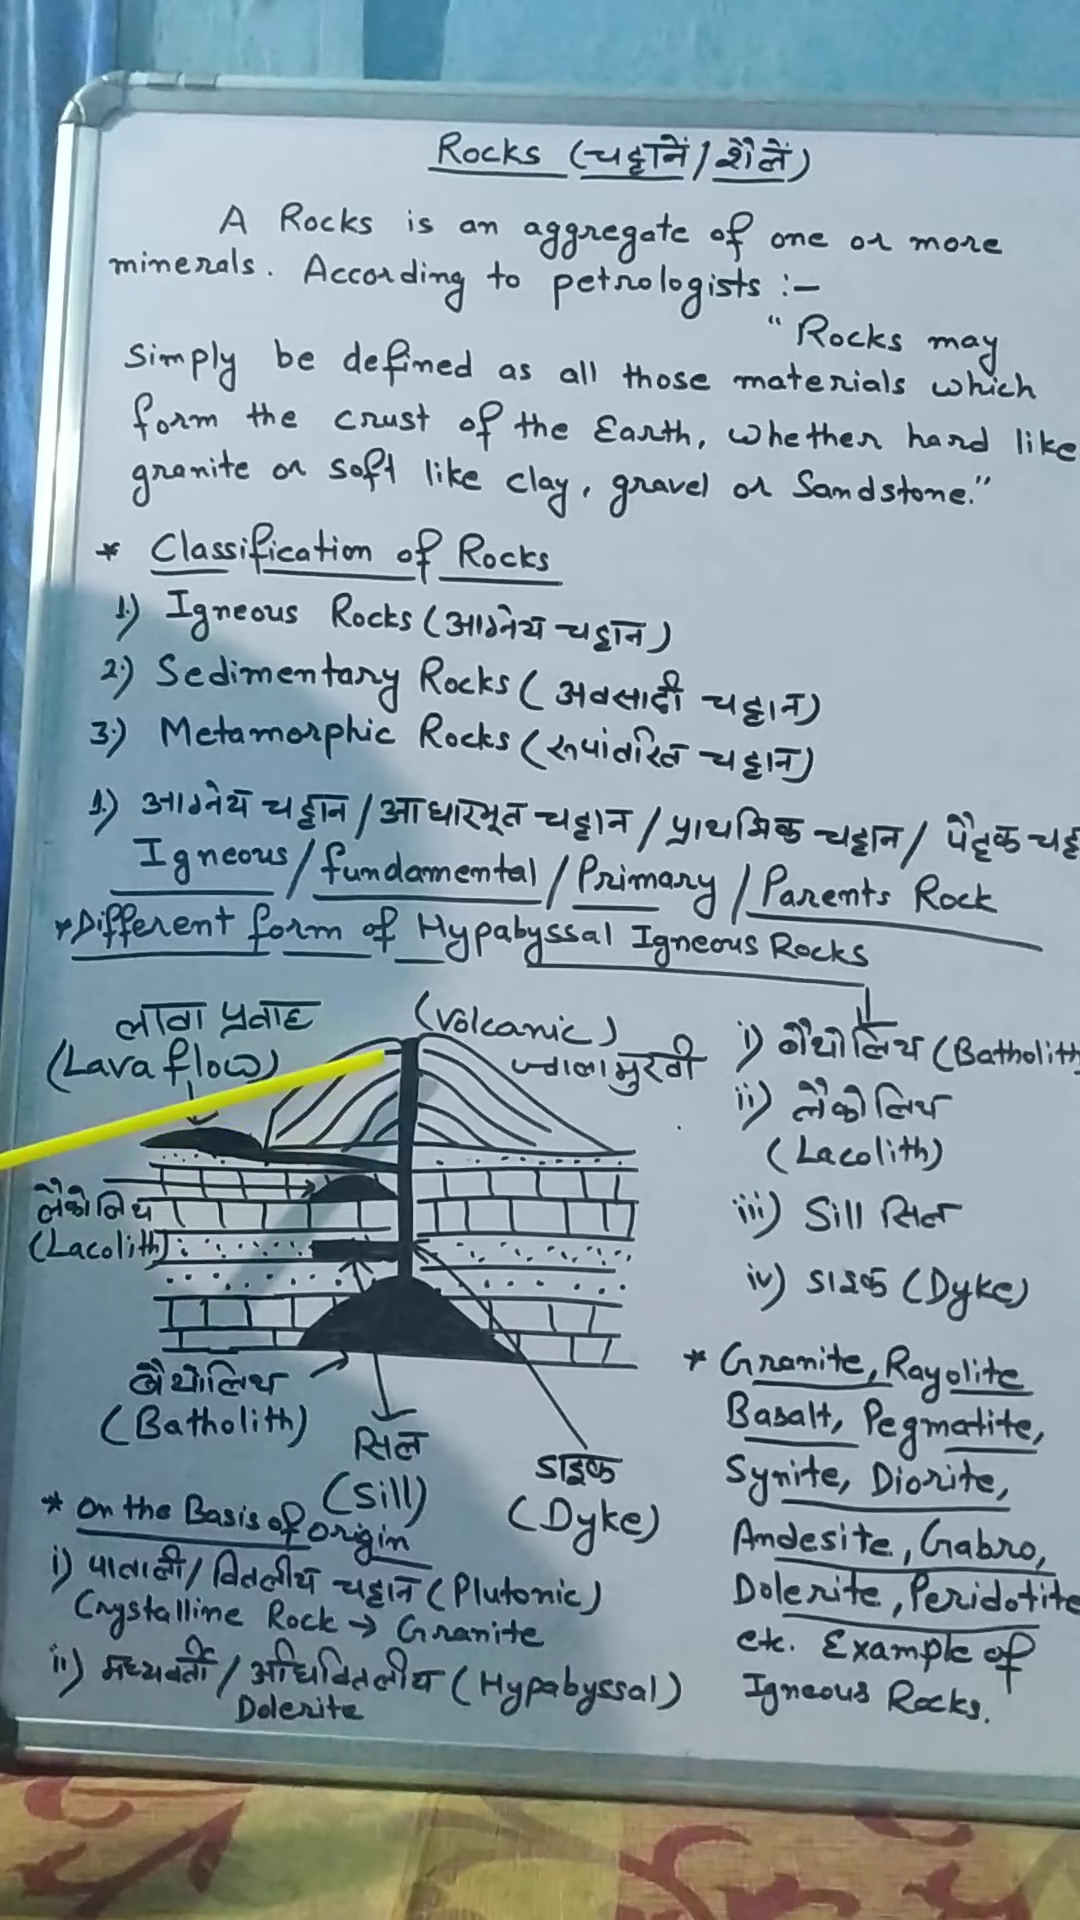 Rocks (चट्टानें/शैलें)
A Rocks is an aggregate of one or more
minerals. According to petrologists :-
"Rocks may
Simply be defined as all those materials which
form the crust of the Earth, whether hard like
granite or soft like clay, gravel or Sandstone."
* Classification of Rocks
1.) Igneous Rocks (आग्नेय चट्टान)
2.) Sedimentary Rocks (अवसादी चट्टान)
3.) Metamorphic Rocks (रूपांतरित चट्टान)
1.) आग्नेय चट्टान/आधारभूत चट्टान/प्राथमिक चट्टान/पैतृक
Igneous/fundamental/Primary/Parents Rock
*Different form of Hypabyssal Igneous Rocks
लावा प्रवाह
(Lava flow)
(Volcanic)
ज्वालामुखी
लैकोलिथ
(Lacolith)
बैथोलिथ
(Batholith)
सिल
(Sill)
डाइक
(Dyke)
i) बैथोलिथ (Batholith
ii) लैकोलिथ
(Lacolith)
iii) Sill सिल
iv) डाइक (Dyke)
* Granite, Rayolite
Basalt, Pegmatite,
Synite, Diorite,
Andesite, Gabro,
Dolerite, Peridotite
etc. Example of
Igneous Rocks.
* On the Basis of Origin
i) पाताली/वितलीय चट्टान (Plutonic)
Crystalline Rock → Granite
ii) मध्यवर्ती/अधिवितलीय (Hypabyssal)
Dolerite